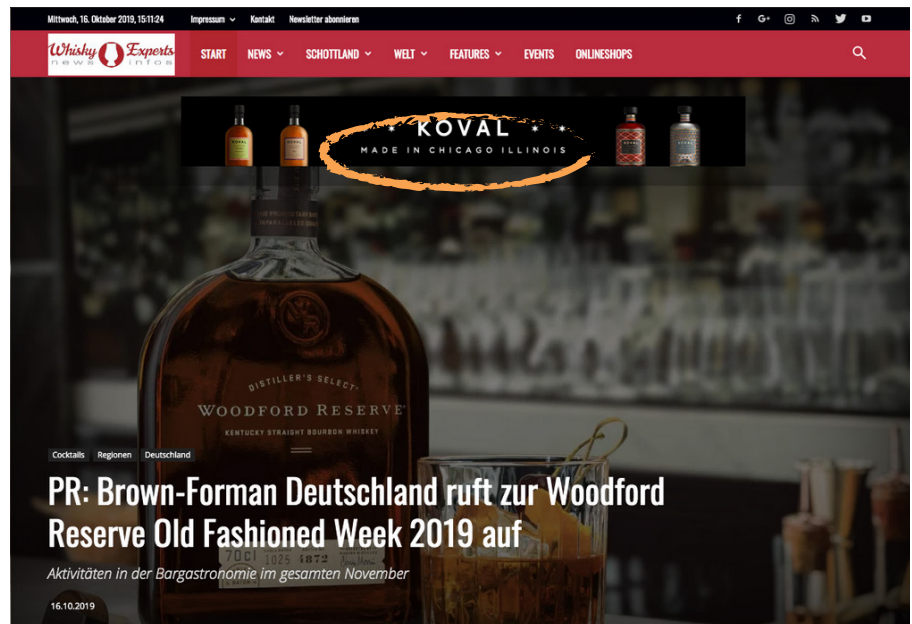 Mittwoch, 16. Oktober 2019, 15:11:24 Impressum Kontakt Newsletter abonnieren
Whisky Experts
news infos
START NEWS SCHOTTLAND WELT FEATURES EVENTS ONLINESHOPS
KOVAL
MADE IN CHICAGO ILLINOIS
DISTILLER'S SELECT
WOODFORD RESERVE
KENTUCKY STRAIGHT BOURBON WHISKEY
Cocktails Regionen Deutschland
PR: Brown-Forman Deutschland ruft zur Woodford
Reserve Old Fashioned Week 2019 auf
70cl 1025 4872
Aktivitäten in der Bargastronomie im gesamten November
16.10.2019